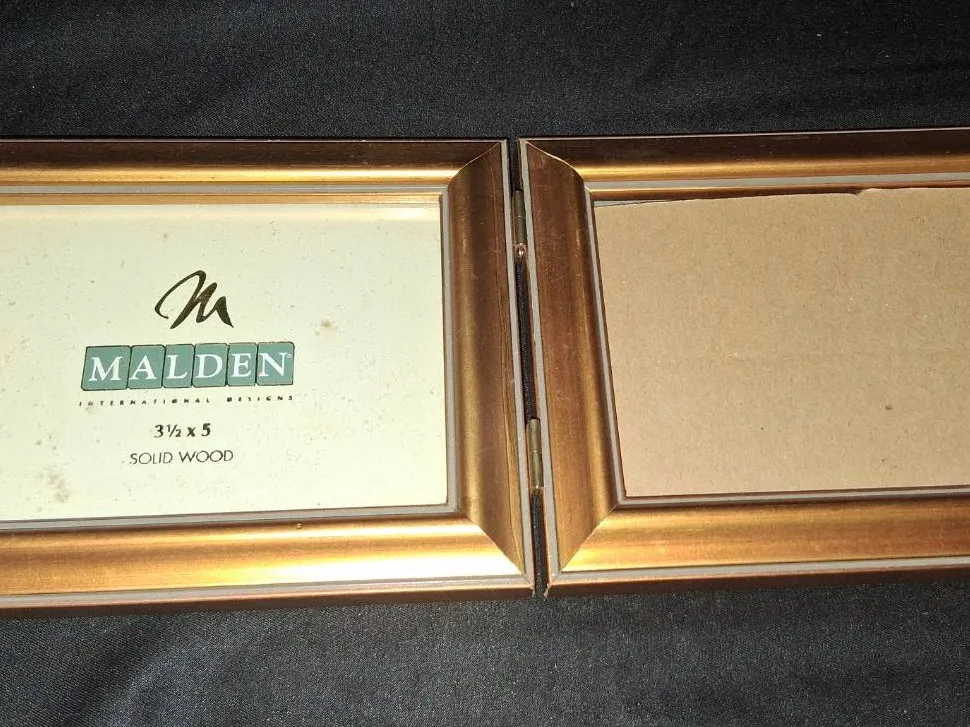 M
MALDEN
INTERNATIONAL DESIGNS
3½ x 5
SOLID WOOD